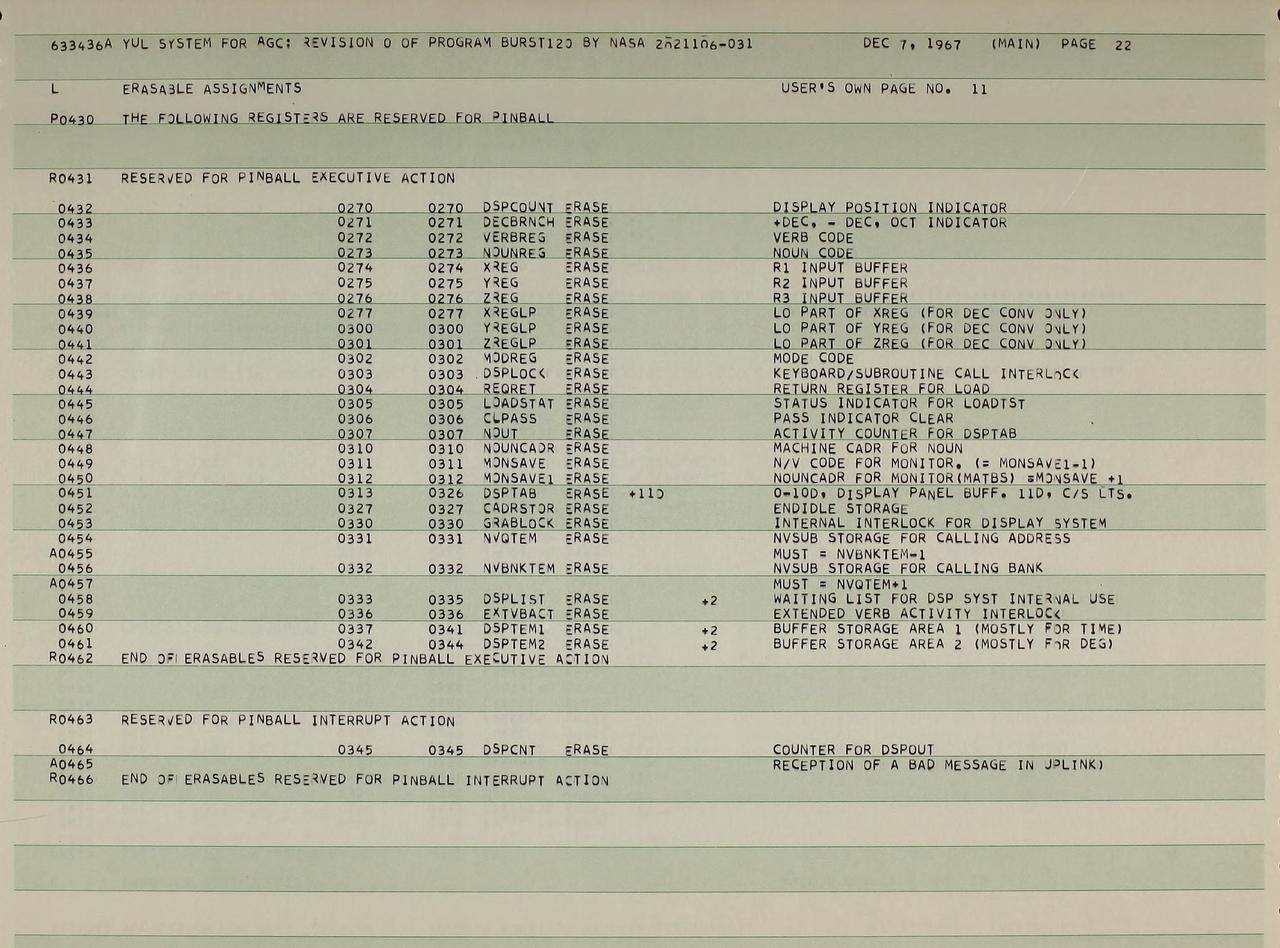 633436A YUL SYSTEM FOR AGC: REVISION 0 OF PROGRAM BURST120 BY NASA 2021106-031 DEC 7, 1967 (MAIN) PAGE 22
L ERASABLE ASSIGNMENTS USER'S OWN PAGE NO. 11
P0430 THE FOLLOWING REGISTERS ARE RESERVED FOR PINBALL
R0431 RESERVED FOR PINBALL EXECUTIVE ACTION
0432 0270 0270 DSPCOUNT ERASE DISPLAY POSITION INDICATOR
0433 0271 0271 DECBRNCH ERASE +DEC, - DEC, OCT INDICATOR
0434 0272 0272 VERBREG ERASE VERB CODE
0435 0273 0273 NOUNREG ERASE NOUN CODE
0436 0274 0274 XREG ERASE R1 INPUT BUFFER
0437 0275 0275 YREG ERASE R2 INPUT BUFFER
0438 0276 0276 ZREG ERASE R3 INPUT BUFFER
0439 0277 0277 XREGLP ERASE LO PART OF XREG (FOR DEC CONV ONLY)
0440 0300 0300 YREGLP ERASE LO PART OF YREG (FOR DEC CONV ONLY)
0441 0301 0301 ZREGLP ERASE LO PART OF ZREG (FOR DEC CONV ONLY)
0442 0302 0302 MODREG ERASE MODE CODE
0443 0303 0303 DSPLOCK ERASE KEYBOARD/SUBROUTINE CALL INTERLOCK
0444 0304 0304 REQRET ERASE RETURN REGISTER FOR LOAD
0445 0305 0305 LOADSTAT ERASE STATUS INDICATOR FOR LOADTST
0446 0306 0306 CLPASS ERASE PASS INDICATOR CLEAR
0447 0307 0307 NOUT ERASE ACTIVITY COUNTER FOR DSPTAB
0448 0310 0310 NOUNCADR ERASE MACHINE CADR FOR NOUN
0449 0311 0311 MONSAVE ERASE N/V CODE FOR MONITOR. (= MONSAVE1-1)
0450 0312 0312 MONSAVE1 ERASE NOUNCADR FOR MONITOR(MATBS) =MONSAVE +1
0451 0313 0326 DSPTAB ERASE +11D 0-10D, DISPLAY PANEL BUFF. 11D, C/S LTS.
0452 0327 0327 CADRSTOR ERASE ENDIDLE STORAGE
0453 0330 0330 GRABLOCK ERASE INTERNAL INTERLOCK FOR DISPLAY SYSTEM
0454 0331 0331 NVQTEM ERASE NVSUB STORAGE FOR CALLING ADDRESS
A0455 MUST = NVBNKTEM-1
0456 0332 0332 NVBNKTEM ERASE NVSUB STORAGE FOR CALLING BANK
A0457 MUST = NVQTEM+1
0458 0333 0335 DSPLIST ERASE +2 WAITING LIST FOR DSP SYST INTERNAL USE
0459 0336 0336 EXTVBACT ERASE EXTENDED VERB ACTIVITY INTERLOCK
0460 0337 0341 DSPTEM1 ERASE +2 BUFFER STORAGE AREA 1 (MOSTLY FOR TIME)
0461 0342 0344 DSPTEM2 ERASE +2 BUFFER STORAGE AREA 2 (MOSTLY FOR DEG)
R0462 END OF ERASABLES RESERVED FOR PINBALL EXECUTIVE ACTION
R0463 RESERVED FOR PINBALL INTERRUPT ACTION
0464 0345 0345 DSPCNT ERASE COUNTER FOR DSPOUT
A0465 RECEPTION OF A BAD MESSAGE IN UPLINK)
R0466 END OF ERASABLES RESERVED FOR PINBALL INTERRUPT ACTION